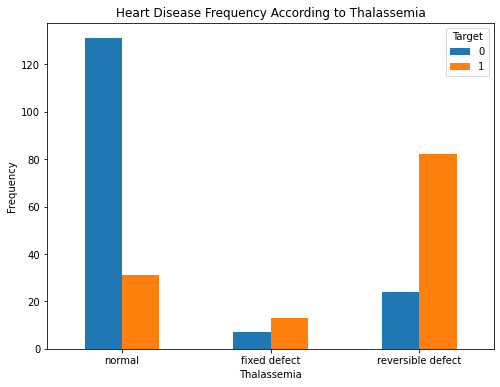 Heart Disease Frequency According to Thalassemia
Target
0
1
120
100
80
60
40
20
0
Frequency
normal
fixed defect
reversible defect
Thalassemia